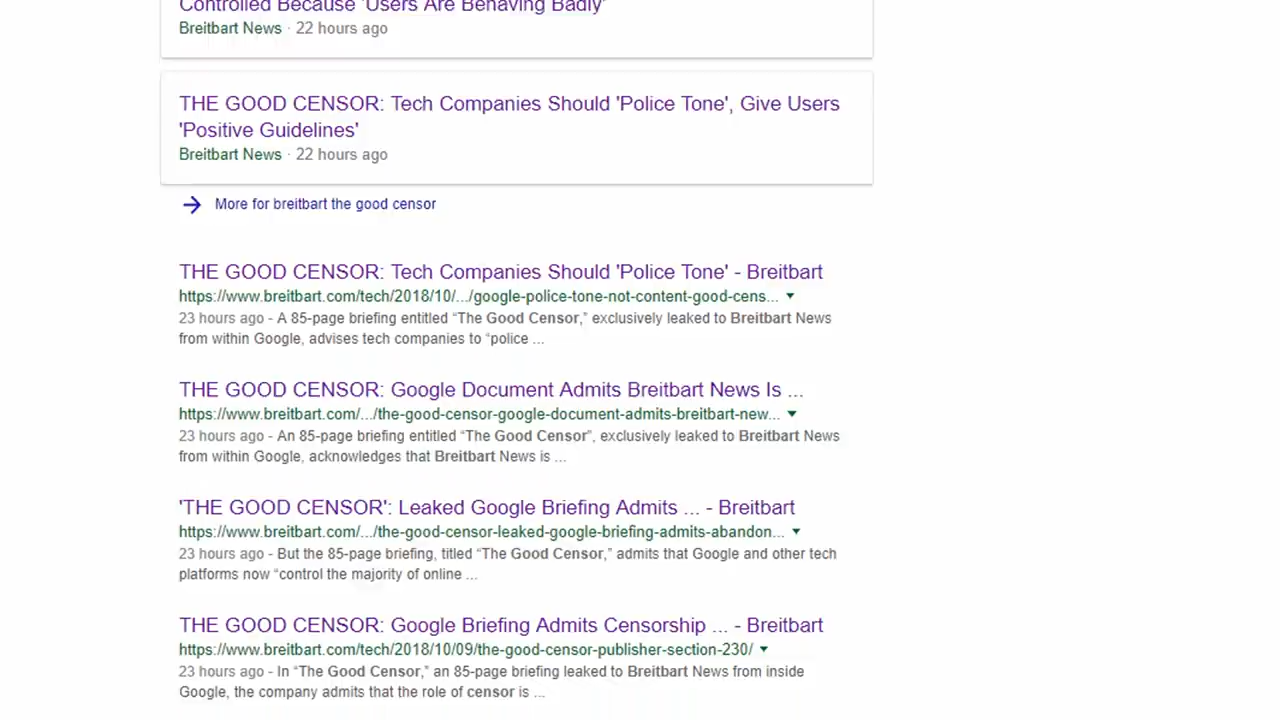 Controlled Because 'Users Are Behaving Badly'
Breitbart News · 22 hours ago
THE GOOD CENSOR: Tech Companies Should 'Police Tone', Give Users
'Positive Guidelines'
Breitbart News · 22 hours ago
More for breitbart the good censor
THE GOOD CENSOR: Tech Companies Should 'Police Tone' - Breitbart
https://www.breitbart.com/tech/2018/10/.../google-police-tone-not-content-good-cens...
23 hours ago - A 85-page briefing entitled “The Good Censor,” exclusively leaked to Breitbart News
from within Google, advises tech companies to “police ...
THE GOOD CENSOR: Google Document Admits Breitbart News Is ...
https://www.breitbart.com/.../the-good-censor-google-document-admits-breitbart-new...
23 hours ago - An 85-page briefing entitled “The Good Censor”, exclusively leaked to Breitbart News
from within Google, acknowledges that Breitbart News is ...
'THE GOOD CENSOR': Leaked Google Briefing Admits ... - Breitbart
https://www.breitbart.com/.../the-good-censor-leaked-google-briefing-admits-abandon...
23 hours ago - But the 85-page briefing, titled “The Good Censor,” admits that Google and other tech
platforms now “control the majority of online ...
THE GOOD CENSOR: Google Briefing Admits Censorship ... - Breitbart
https://www.breitbart.com/tech/2018/10/09/the-good-censor-publisher-section-230/
23 hours ago - In “The Good Censor,” an 85-page briefing leaked to Breitbart News from inside
Google, the company admits that the role of censor is ...